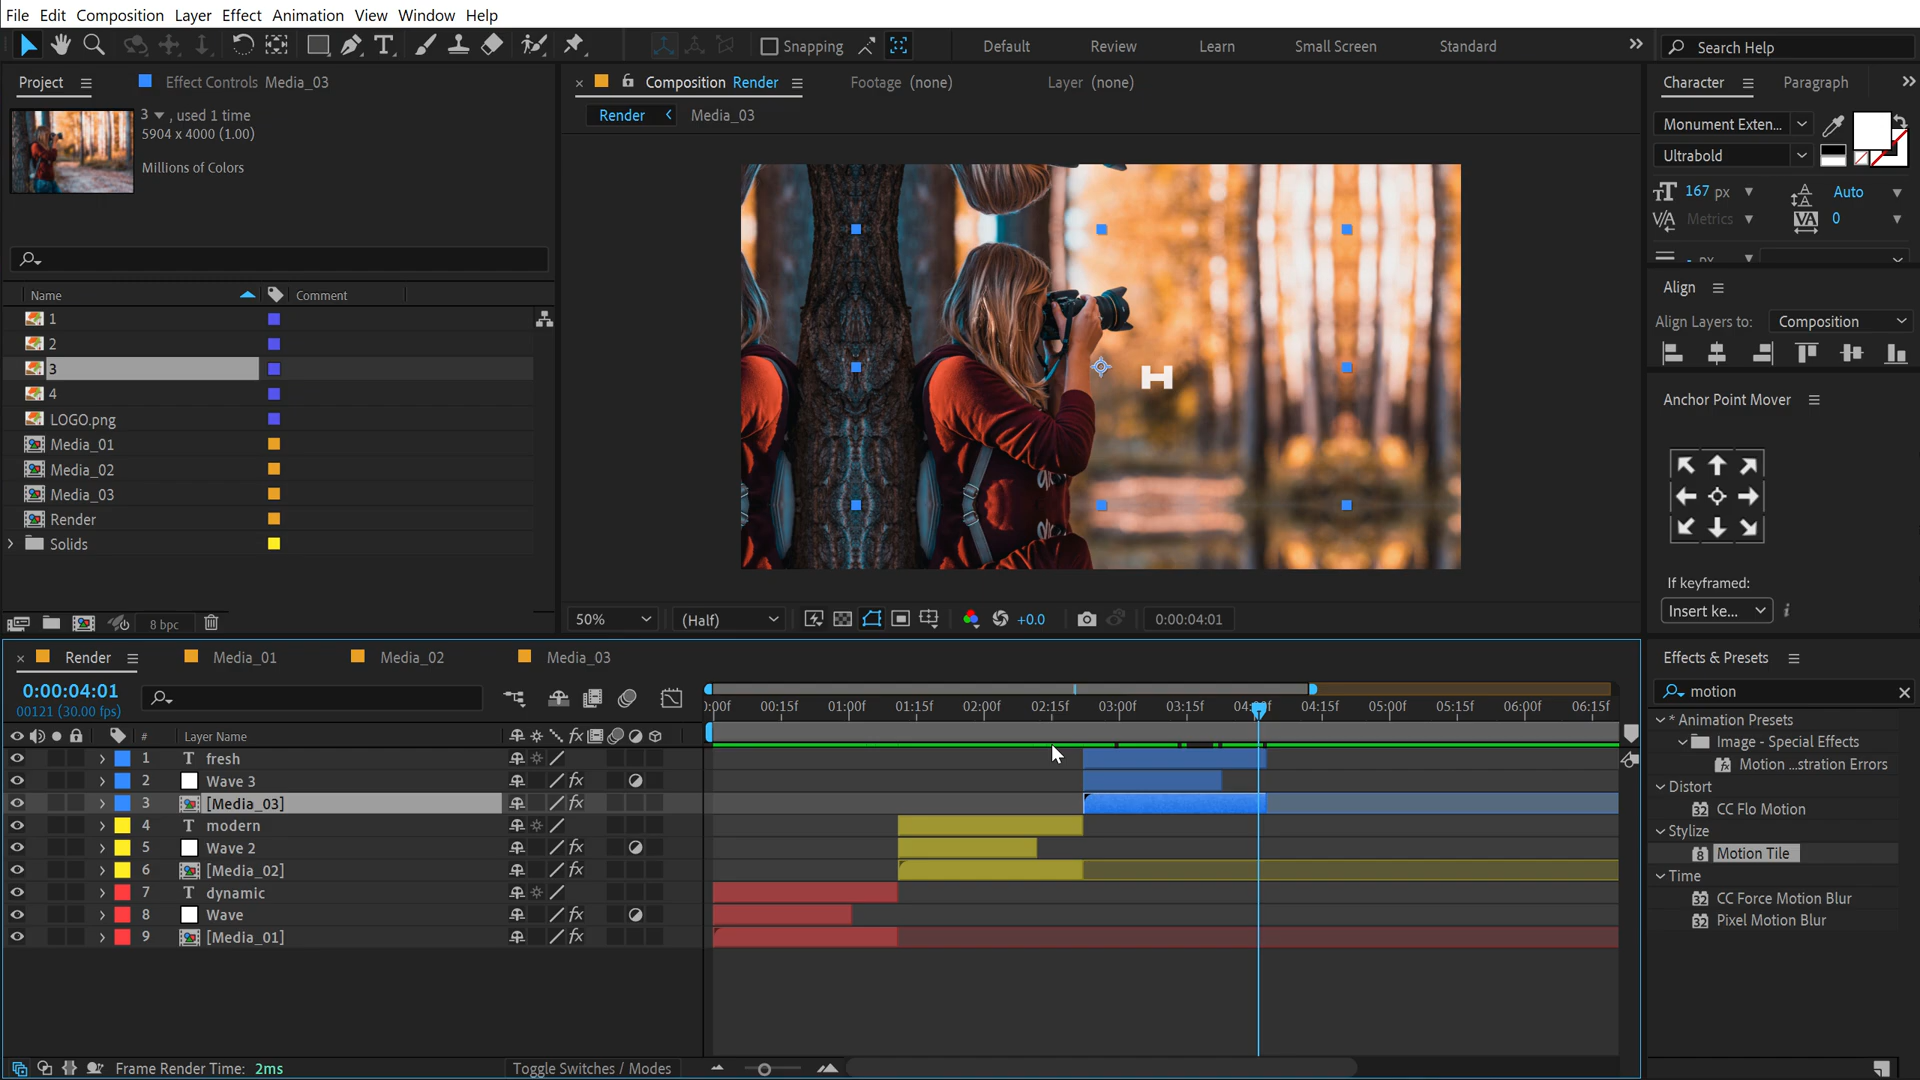 File Edit Composition Layer Effect Animation View Window Help
Snapping
Default Review Learn Small Screen Standard
Search Help
Project
Effect Controls Media_03
Composition Render
Footage (none)
Layer (none)
Character
Paragraph
3 , used 1 time
5904 x 4000 (1.00)
Millions of Colors
Render
Media_03
Monument Exten...
Ultrabold
167 px
Auto
Metrics
0
px
Name
Comment
1
2
3
4
LOGO.png
Media_01
Media_02
Media_03
Render
Solids
H
Align
Align Layers to: Composition
Anchor Point Mover
If keyframed:
Insert ke...
8 bpc
50%
(Half)
+0.0
0:00:04:01
Render
Media_01
Media_02
Media_03
0:00:04:01
00121 (30.00 fps)
00:15f 01:00f 01:15f 02:00f 02:15f 03:00f 03:15f 04:15f 05:00f 05:15f 06:00f 06:15f
# Layer Name
fx
1 T fresh
2 Wave 3 fx
3 [Media_03] fx
4 T modern
5 Wave 2 fx
6 [Media_02] fx
7 T dynamic
8 Wave fx
9 [Media_01] fx
Effects & Presets
motion
* Animation Presets
Image - Special Effects
Motion ...stration Errors
Distort
CC Flo Motion
Stylize
Motion Tile
Time
CC Force Motion Blur
Pixel Motion Blur
Frame Render Time: 2ms
Toggle Switches / Modes